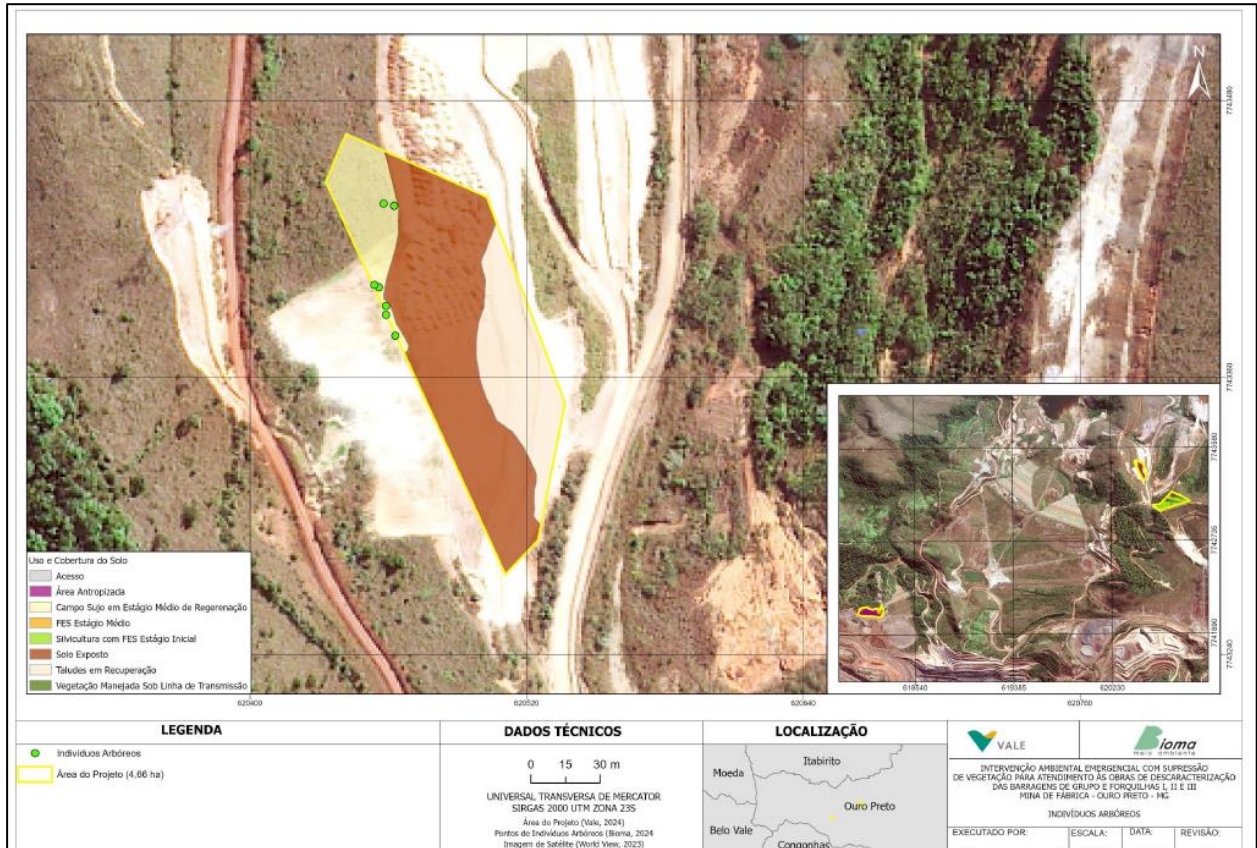 N
7743480
7743360
7743240
620400
620520
620640
620760
7743580
7742735
7741890
618540
619385
620230
Uso e Cobertura do Solo
Acesso
Área Antropizada
Campo Sujo em Estágio Médio de Regeneração
FES Estágio Médio
Silvicultura com FES Estágio Inicial
Solo Exposto
Taludes em Recuperação
Vegetação Manejada Sob Linha de Transmissão
LEGENDA
Indivíduos Arbóreos
Área do Projeto (4,66 ha)
DADOS TÉCNICOS
0 15 30 m
UNIVERSAL TRANSVERSA DE MERCATOR
SIRGAS 2000 UTM ZONA 23S
Área do Projeto (Vale, 2024)
Pontos de Indivíduos Arbóreos (Bioma, 2024
Imagem de Satélite (World View, 2023)
LOCALIZAÇÃO
Itabirito
Moeda
Ouro Preto
Belo Vale
Congonhas
VALE
Bioma
meio ambiente
INTERVENÇÃO AMBIENTAL EMERGENCIAL COM SUPRESSÃO
DE VEGETAÇÃO PARA ATENDIMENTO ÀS OBRAS DE DESCARACTERIZAÇÃO
DAS BARRAGENS DE GRUPO E FORQUILHAS I, II E III
MINA DE FÁBRICA - OURO PRETO - MG
INDIVÍDUOS ARBÓREOS
EXECUTADO POR:
ESCALA:
DATA:
REVISÃO: